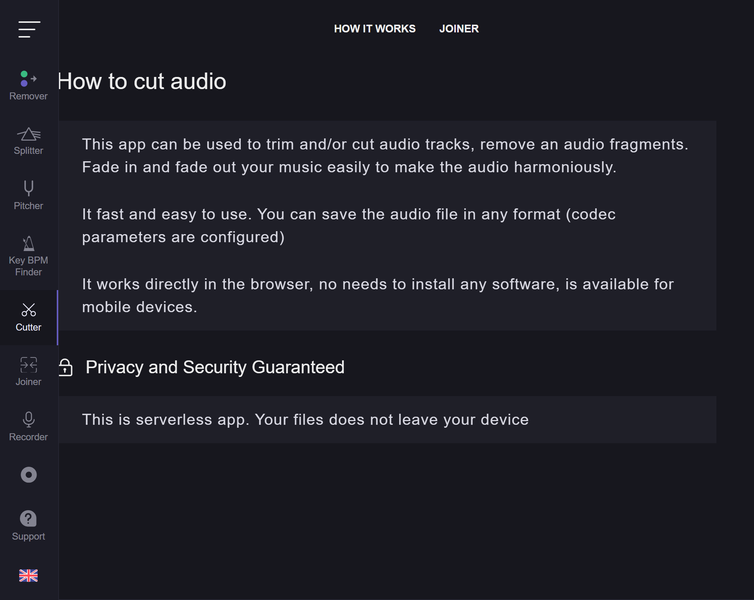 HOW IT WORKS JOINER
Remover
Splitter
Pitcher
Key BPM
Finder
Cutter
Joiner
Recorder
Support
How to cut audio
This app can be used to trim and/or cut audio tracks, remove an audio fragments.
Fade in and fade out your music easily to make the audio harmoniously.
It fast and easy to use. You can save the audio file in any format (codec
parameters are configured)
It works directly in the browser, no needs to install any software, is available for
mobile devices.
Privacy and Security Guaranteed
This is serverless app. Your files does not leave your device